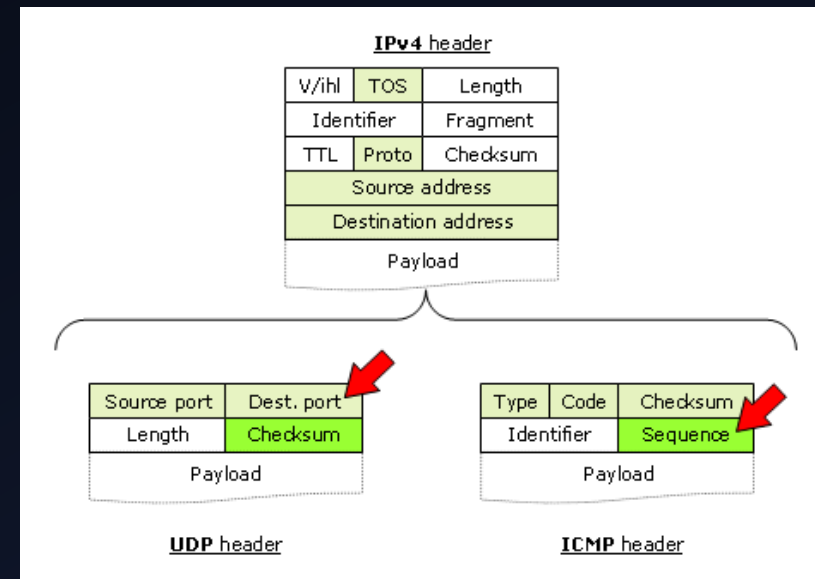 IPv4 header
V/ihl TOS Length
Identifier Fragment
TTL Proto Checksum
Source address
Destination address
Payload
Source port Dest. port
Length Checksum
Payload
UDP header
Type Code Checksum
Identifier Sequence
Payload
ICMP header